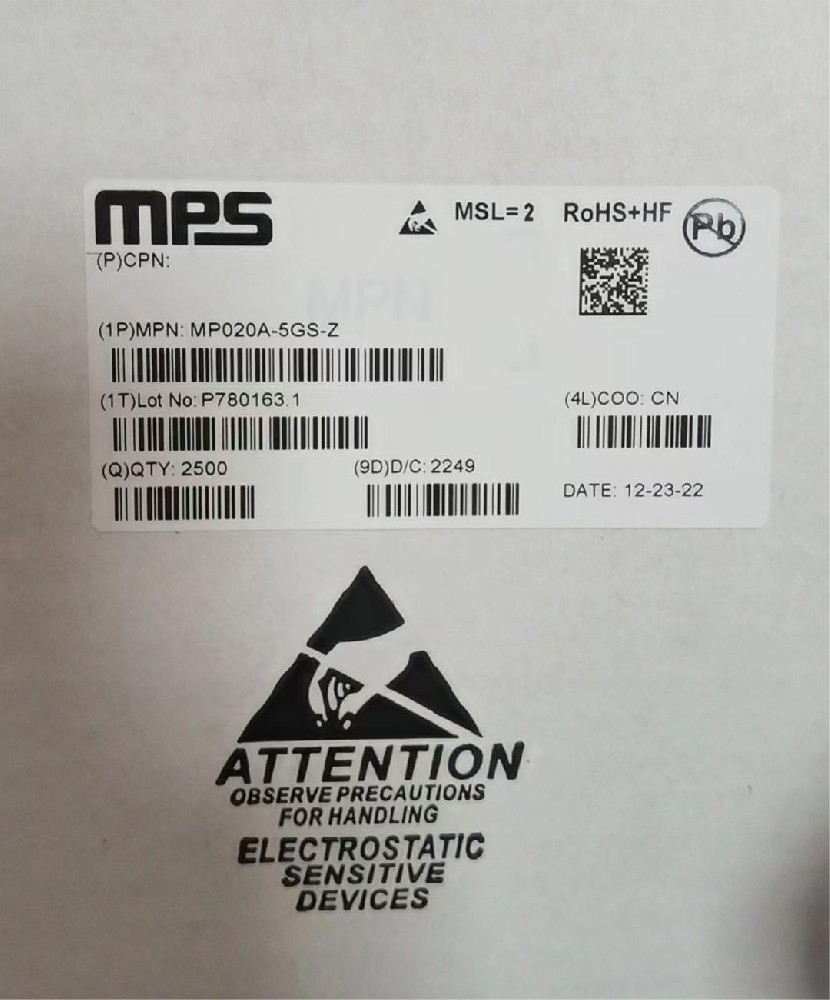 MPS
MSL=2 RoHS+HF Pb
(P)CPN:
MPN
(1P)MPN: MP020A-5GS-Z
(1T)Lot No: P780163.1
(4L)COO: CN
(Q)QTY: 2500
(9D)D/C: 2249
DATE: 12-23-22
ATTENTION
OBSERVE PRECAUTIONS
FOR HANDLING
ELECTROSTATIC
SENSITIVE
DEVICES